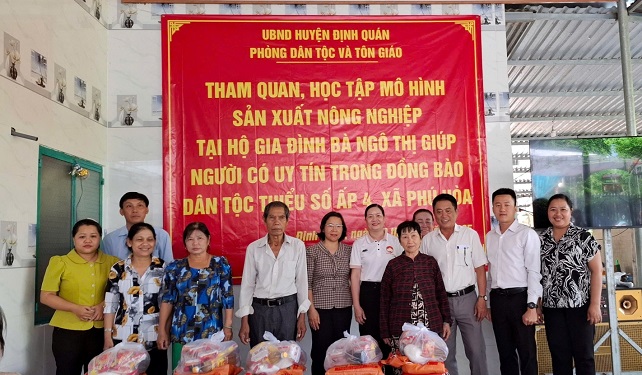 UBND HUYỆN ĐỊNH QUÁN
PHÒNG DÂN TỘC VÀ TÔN GIÁO
THAM QUAN, HỌC TẬP MÔ HÌNH
SẢN XUẤT NÔNG NGHIỆP
TẠI HỘ GIA ĐÌNH BÀ NGÔ THỊ GIÚP
NGƯỜI CÓ UY TÍN TRONG ĐỒNG BÀO
DÂN TỘC THIỂU SỐ ẤP 4, XÃ PHÚ HÒA
Định